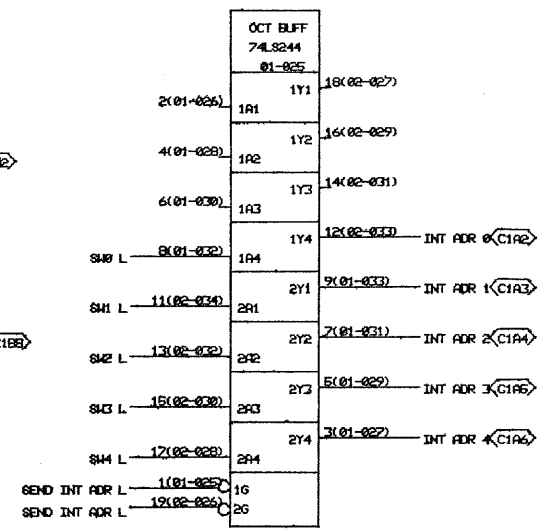 OCT BUFF
74LS244
01-025
1Y1 18(02-027)
2(01-026) 1A1
1Y2 16(02-029)
4(01-028) 1A2
1Y3 14(02-031)
6(01-030) 1A3
1Y4 12(02-033) INT ADR 0 C1A2
SW0 L 8(01-032) 1A4
2Y1 9(01-033) INT ADR 1 C1A3
SW1 L 11(02-034) 2A1
2Y2 7(01-031) INT ADR 2 C1A4
C1BB
SW2 L 13(02-032) 2A2
2Y3 5(01-029) INT ADR 3 C1A5
SW3 L 15(02-030) 2A3
2Y4 3(01-027) INT ADR 4 C1A6
SW4 L 17(02-028) 2A4
SEND INT ADR L 1(01-025) 1G
SEND INT ADR L 19(02-026) 2G